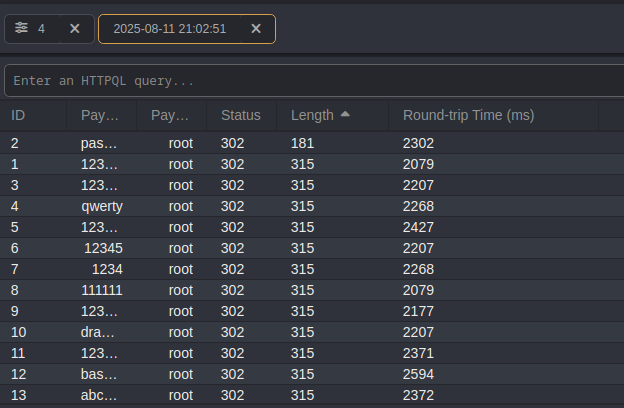 4
2025-08-11 21:02:51
Enter an HTTPQL query...
ID Pay… Pay… Status Length Round-trip Time (ms)
2 pas… root 302 181 2302
1 123… root 302 315 2079
3 123… root 302 315 2207
4 qwerty root 302 315 2268
5 123… root 302 315 2427
6 12345 root 302 315 2207
7 1234 root 302 315 2268
8 111111 root 302 315 2079
9 123… root 302 315 2177
10 dra… root 302 315 2207
11 123… root 302 315 2371
12 bas… root 302 315 2594
13 abc… root 302 315 2372